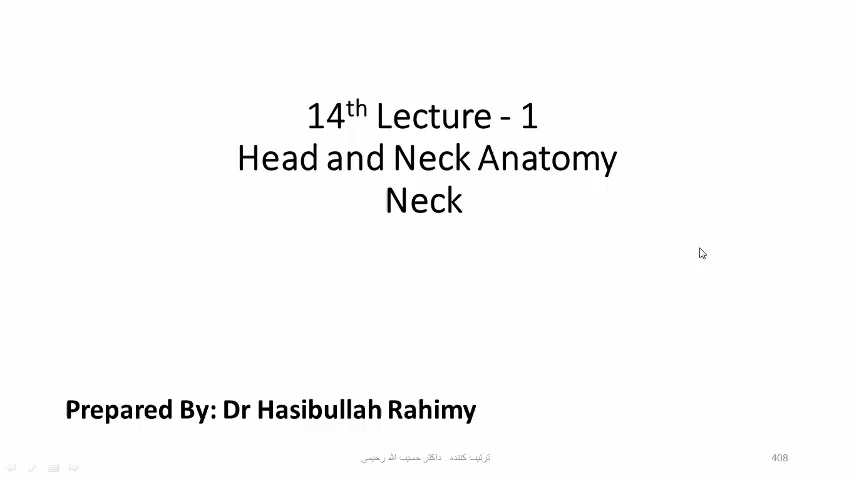 14th Lecture - 1
Head and Neck Anatomy
Neck
Prepared By: Dr Hasibullah Rahimy
ترتیب کننده داکتر حسیب الله رحیمی
408